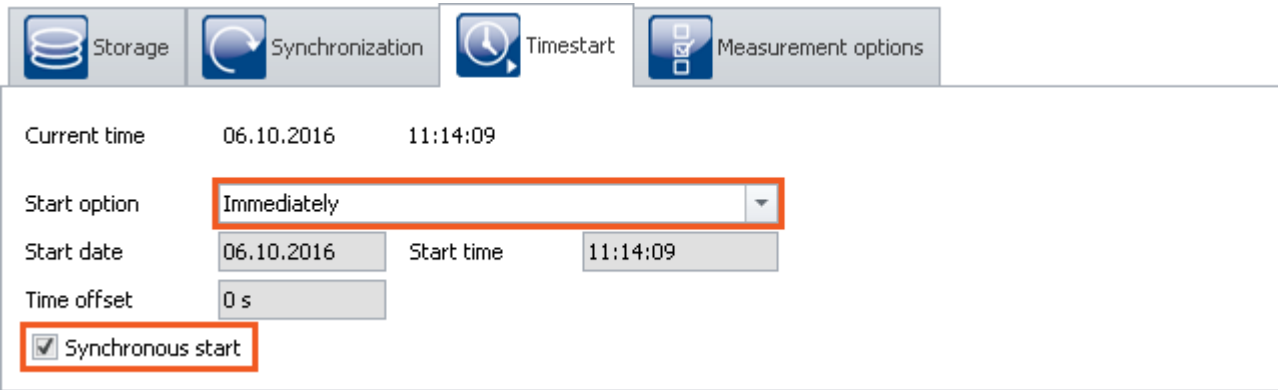 Storage Synchronization Timestart Measurement options
Current time 06.10.2016 11:14:09
Start option Immediately
Start date 06.10.2016 Start time 11:14:09
Time offset 0 s
Synchronous start